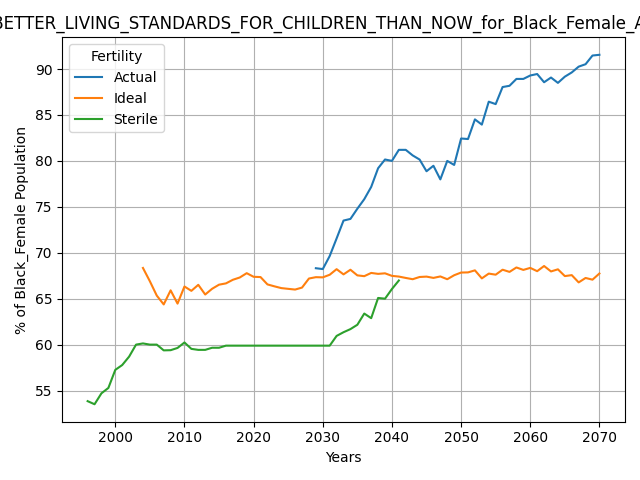 BETTER_LIVING_STANDARDS_FOR_CHILDREN_THAN_NOW_for_Black_Female_A
Fertility
Actual
Ideal
Sterile
% of Black_Female Population
90
85
80
75
70
65
60
55
2000 2010 2020 2030 2040 2050 2060 2070
Years